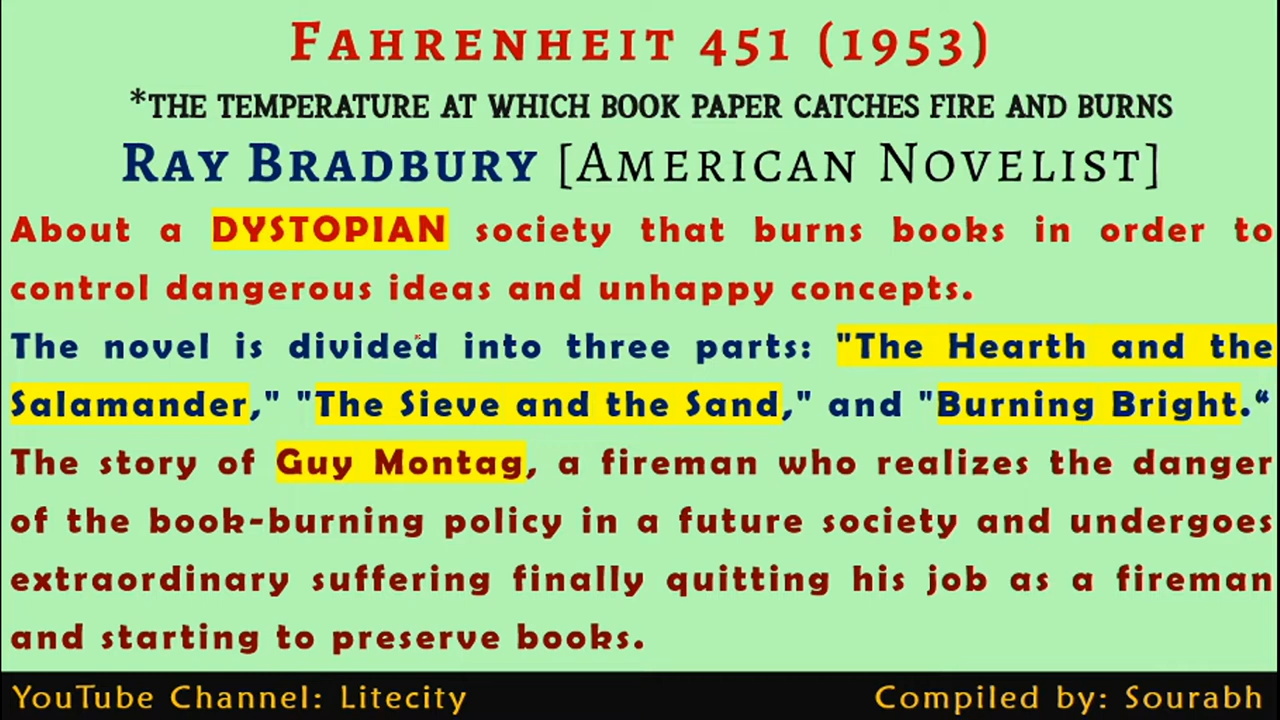 FAHRENHEIT 451 (1953)
*THE TEMPERATURE AT WHICH BOOK PAPER CATCHES FIRE AND BURNS
RAY BRADBURY [AMERICAN NOVELIST]
About a DYSTOPIAN society that burns books in order to
control dangerous ideas and unhappy concepts.
The novel is divided into three parts: "The Hearth and the
Salamander," "The Sieve and the Sand," and "Burning Bright.“
The story of Guy Montag, a fireman who realizes the danger
of the book-burning policy in a future society and undergoes
extraordinary suffering finally quitting his job as a fireman
and starting to preserve books.
YouTube Channel: Litecity
Compiled by: Sourabh